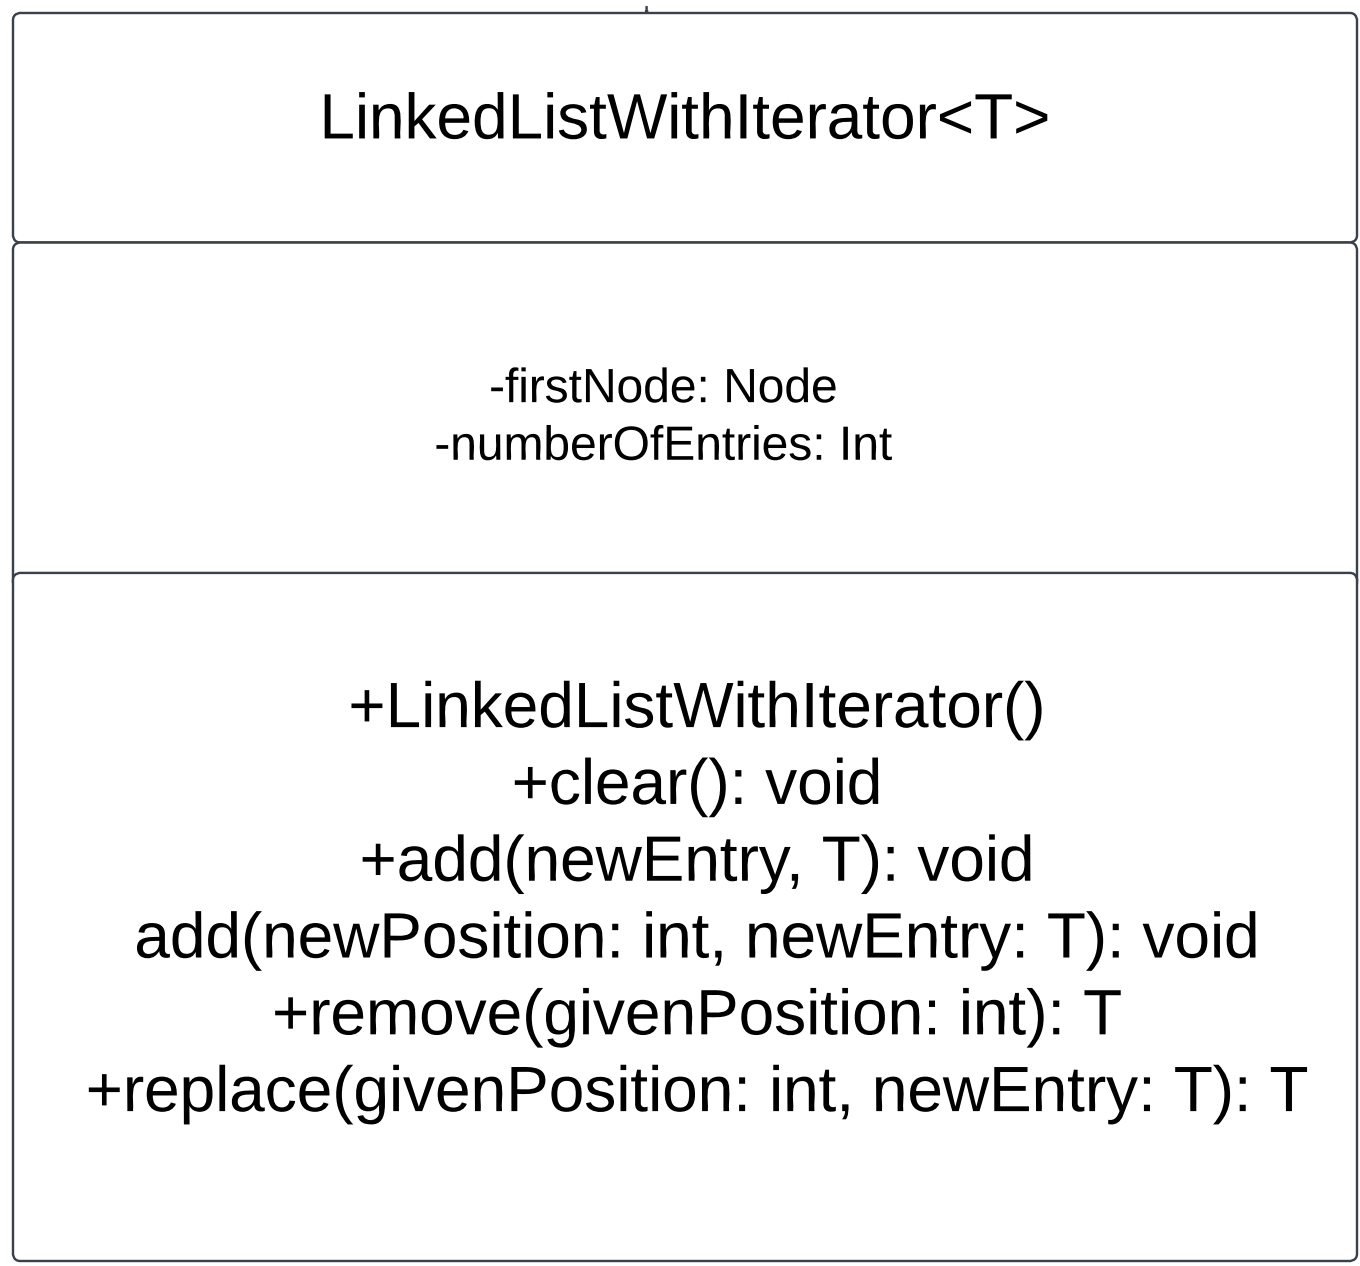 LinkedListWithIterator<T>
-firstNode: Node
-numberOfEntries: Int
+LinkedListWithIterator()
+clear(): void
+add(newEntry, T): void
add(newPosition: int, newEntry: T): void
+remove(givenPosition: int): T
+replace(givenPosition: int, newEntry: T): T